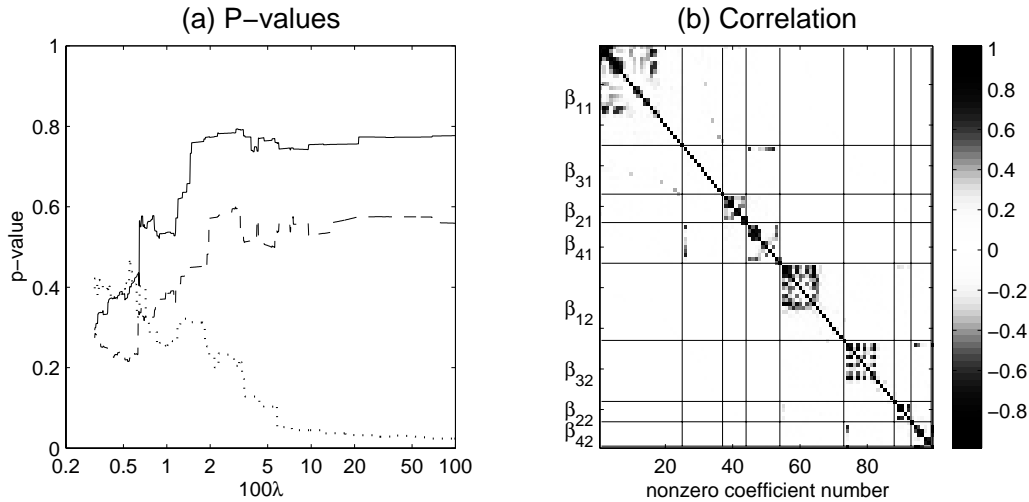 (a) P−values
1
0.8
0.6
0.4
0.2
0
p−value
0.2 0.5 1 2 5 10 20 50 100
100λ
(b) Correlation
β11
β31
β21
β41
β12
β32
β22
β42
20 40 60 80
nonzero coefficient number
1
0.8
0.6
0.4
0.2
0
−0.2
−0.4
−0.6
−0.8